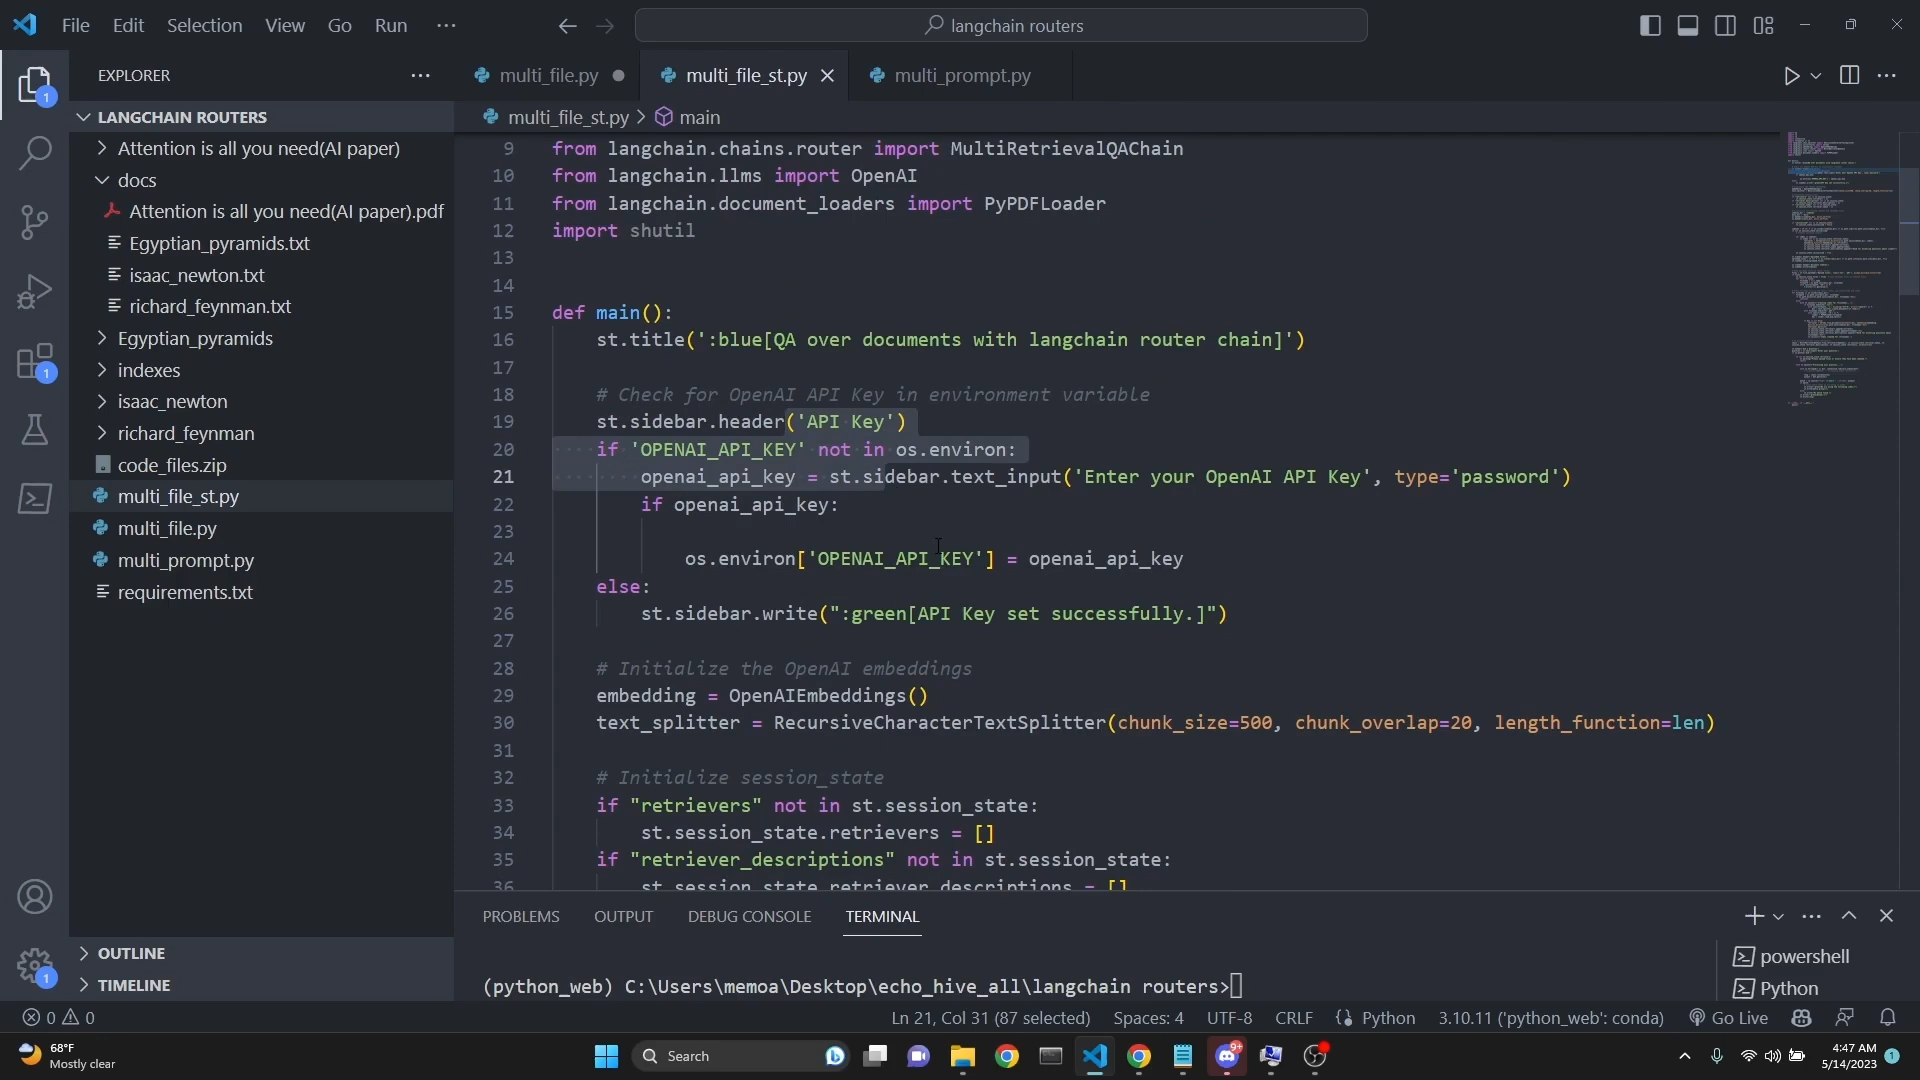 File Edit Selection View Go Run ···
langchain routers
EXPLORER
multi_file.py
multi_file_st.py
multi_prompt.py
LANGCHAIN ROUTERS
multi_file_st.py > main
Attention is all you need(AI paper)
docs
Attention is all you need(AI paper).pdf
Egyptian_pyramids.txt
isaac_newton.txt
richard_feynman.txt
Egyptian_pyramids
indexes
isaac_newton
richard_feynman
code_files.zip
multi_file_st.py
multi_file.py
multi_prompt.py
requirements.txt
OUTLINE
TIMELINE
9 from langchain.chains.router import MultiRetrievalQAChain
10 from langchain.llms import OpenAI
11 from langchain.document_loaders import PyPDFLoader
12 import shutil
13
14
15 def main():
16 st.title(':blue[QA over documents with langchain router chain]')
17
18 # Check for OpenAI API Key in environment variable
19 st.sidebar.header('API Key')
20 if 'OPENAI_API_KEY' not in os.environ:
21 openai_api_key = st.sidebar.text_input('Enter your OpenAI API Key', type='password')
22 if openai_api_key:
23
24 os.environ['OPENAI_API_KEY'] = openai_api_key
25 else:
26 st.sidebar.write(":green[API Key set successfully.]")
27
28 # Initialize the OpenAI embeddings
29 embedding = OpenAIEmbeddings()
30 text_splitter = RecursiveCharacterTextSplitter(chunk_size=500, chunk_overlap=20, length_function=len)
31
32 # Initialize session_state
33 if "retrievers" not in st.session_state:
34 st.session_state.retrievers = []
35 if "retriever_descriptions" not in st.session_state:
36 st.session_state.retriever_descriptions = []
PROBLEMS OUTPUT DEBUG CONSOLE TERMINAL
(python_web) C:\Users\memoa\Desktop\echo_hive_all\langchain routers>
powershell
Python
0 0
Ln 21, Col 31 (87 selected) Spaces: 4 UTF-8 CRLF Python 3.10.11 ('python_web': conda) Go Live
68°F
Mostly clear
Search
9+
4:47 AM
5/14/2023
1